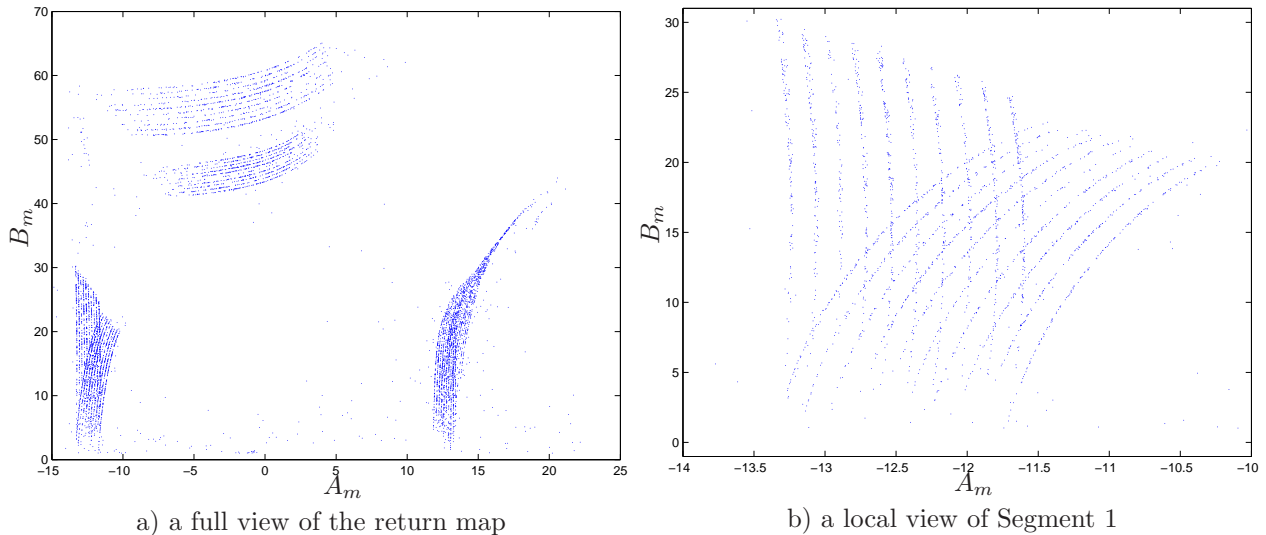 70
60
50
40
30
20
10
0
B_m
−15 −10 −5 0 5 10 15 20 25
A_m
a) a full view of the return map
30
25
20
15
10
5
0
B_m
−14 −13.5 −13 −12.5 −12 −11.5 −11 −10.5 −10
A_m
b) a local view of Segment 1